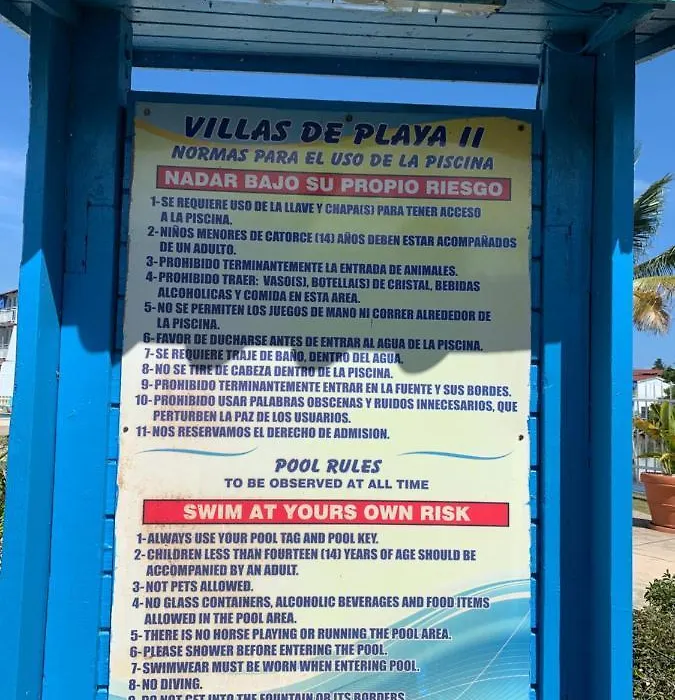 VILLAS DE PLAYA II
NORMAS PARA EL USO DE LA PISCINA
NADAR BAJO SU PROPIO RIESGO
1-SE REQUIERE USO DE LA LLAVE Y CHAPA(S) PARA TENER ACCESO
A LA PISCINA.
2-NIÑOS MENORES DE CATORCE (14) AÑOS DEBEN ESTAR ACOMPAÑADOS
DE UN ADULTO.
3-PROHIBIDO TERMINANTEMENTE LA ENTRADA DE ANIMALES.
4-PROHIBIDO TRAER: VASO(S), BOTELLA(S) DE CRISTAL, BEBIDAS
ALCOHOLICAS Y COMIDA EN ESTA AREA.
5-NO SE PERMITEN LOS JUEGOS DE MANO NI CORRER ALREDEDOR DE
LA PISCINA.
6-FAVOR DE DUCHARSE ANTES DE ENTRAR AL AGUA DE LA PISCINA.
7-SE REQUIERE TRAJE DE BAÑO, DENTRO DEL AGUA.
8-NO SE TIRE DE CABEZA DENTRO DE LA PISCINA.
9-PROHIBIDO TERMINANTEMENTE ENTRAR EN LA FUENTE Y SUS BORDES.
10-PROHIBIDO USAR PALABRAS OBSCENAS Y RUIDOS INNECESARIOS, QUE
PERTURBEN LA PAZ DE LOS USUARIOS.
11-NOS RESERVAMOS EL DERECHO DE ADMISION.
POOL RULES
TO BE OBSERVED AT ALL TIME
SWIM AT YOURS OWN RISK
1-ALWAYS USE YOUR POOL TAG AND POOL KEY.
2-CHILDREN LESS THAN FOURTEEN (14) YEARS OF AGE SHOULD BE
ACCOMPANIED BY AN ADULT.
3-NOT PETS ALLOWED.
4-NO GLASS CONTAINERS, ALCOHOLIC BEVERAGES AND FOOD ITEMS
ALLOWED IN THE POOL AREA.
5-THERE IS NO HORSE PLAYING OR RUNNING THE POOL AREA.
6-PLEASE SHOWER BEFORE ENTERING THE POOL.
7-SWIMWEAR MUST BE WORN WHEN ENTERING POOL.
8-NO DIVING.
9-DO NOT GET INTO THE FOUNTAIN OR ITS BORDERS.